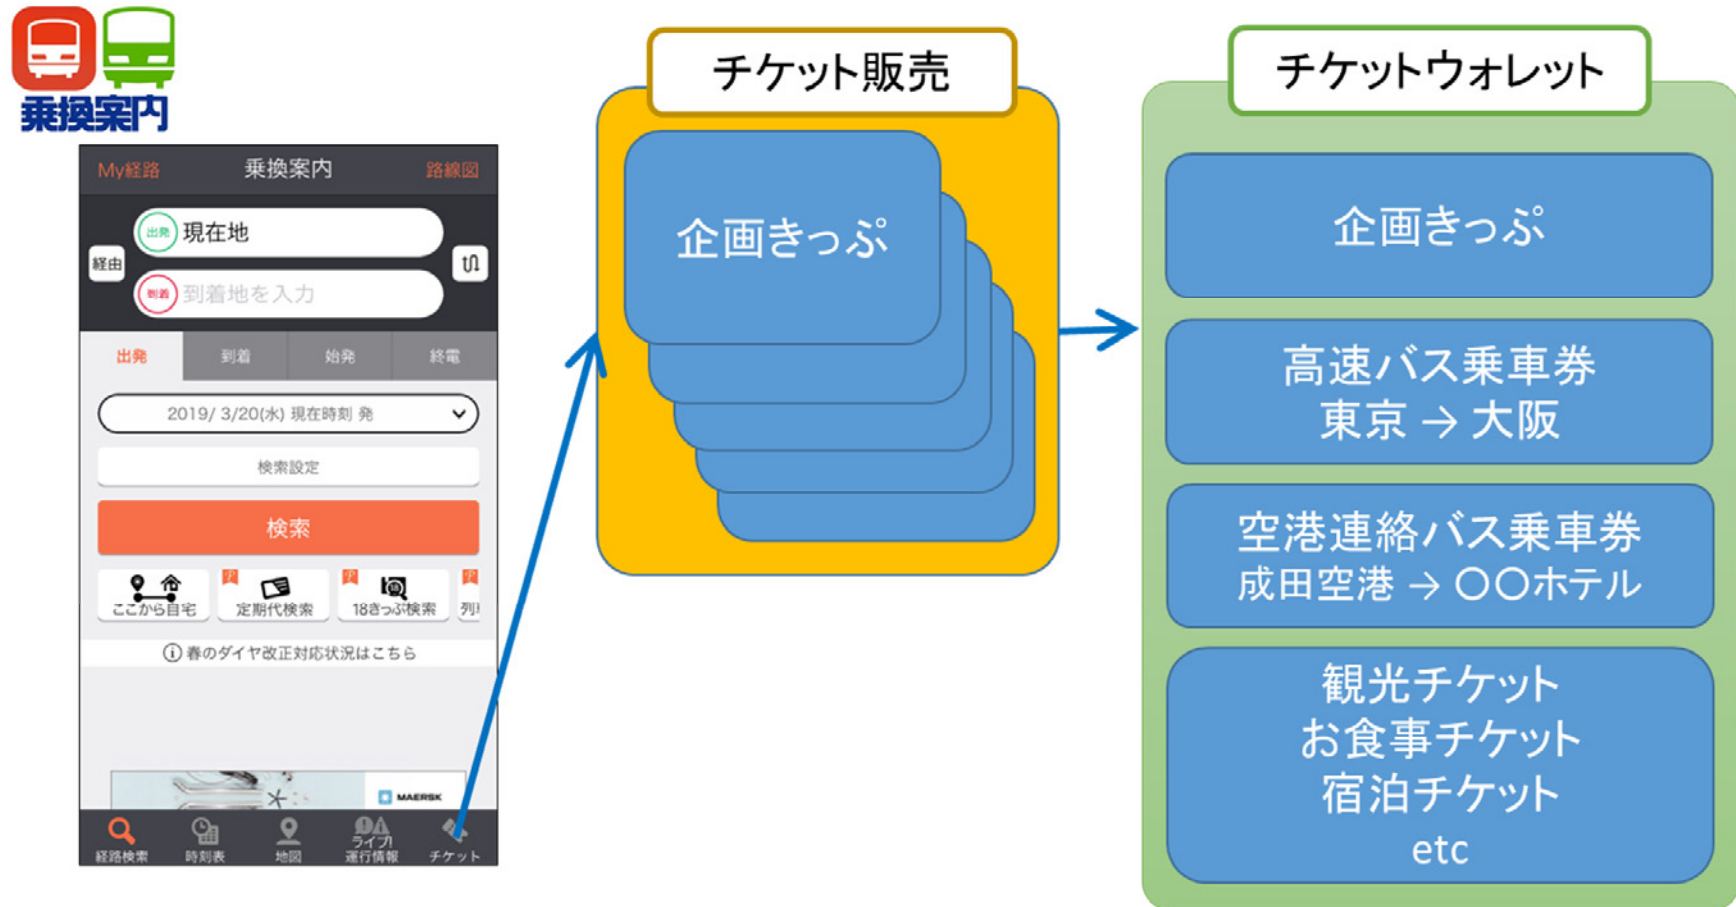 乗換案内
My経路
乗換案内
路線図
出発
現在地
経由
到着
到着地を入力
出発
到着
始発
終電
2019/ 3/20(水) 現在時刻 発
検索設定
検索
ここから自宅
定期代検索
18きっぷ検索
春のダイヤ改正対応状況はこちら
MAERSK
経路検索
時刻表
地図
ライブ!
運行情報
チケット
チケット販売
企画きっぷ
チケットウォレット
企画きっぷ
高速バス乗車券
東京 → 大阪
空港連絡バス乗車券
成田空港 → 〇〇ホテル
観光チケット
お食事チケット
宿泊チケット
etc